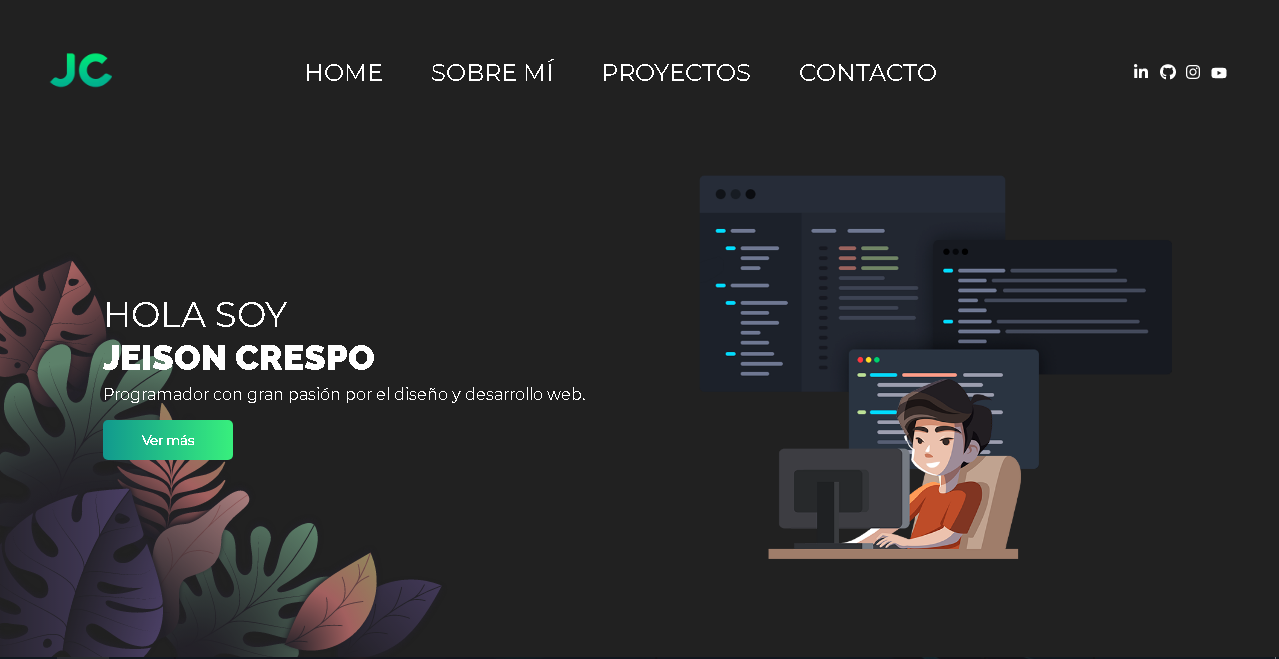 JC
HOME SOBRE MÍ PROYECTOS CONTACTO
in
HOLA SOY
JEISON CRESPO
Programador con gran pasión por el diseño y desarrollo web.
Ver más